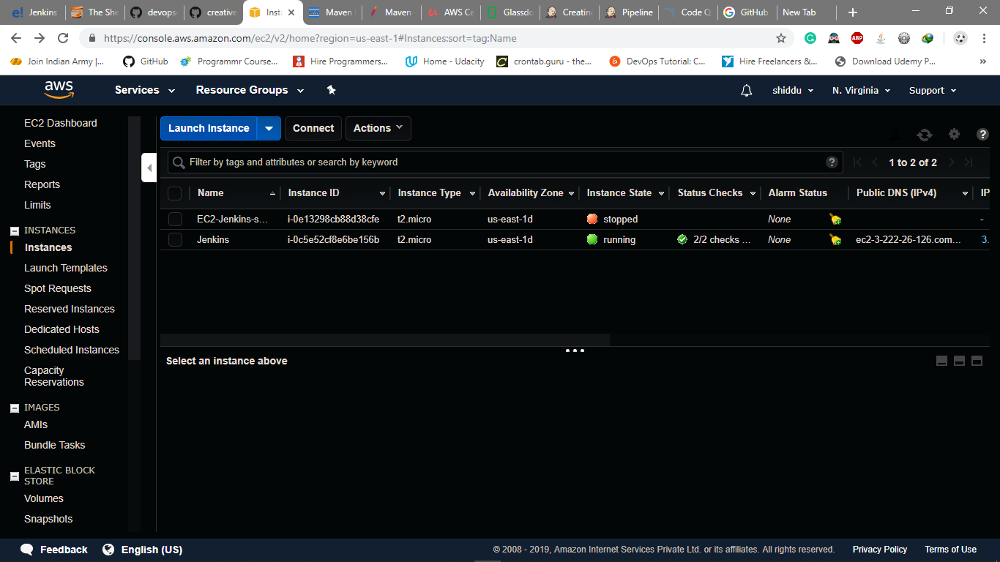 Jenkins
The She
devops
creative
Inst
Maven
Maven
AWS Ce
Glassdo
Creating
Pipeline
Code Q
GitHub
New Tab
https://console.aws.amazon.com/ec2/v2/home?region=us-east-1#Instances:sort=tag:Name
ABP
Join Indian Army |...
GitHub
Programmr Course...
Hire Programmers...
Home - Udacity
crontab.guru - the...
DevOps Tutorial: C...
Hire Freelancers &...
Download Udemy P...
»
aws
Services
Resource Groups
shiddu
N. Virginia
Support
EC2 Dashboard
Events
Tags
Reports
Limits
INSTANCES
Instances
Launch Templates
Spot Requests
Reserved Instances
Dedicated Hosts
Scheduled Instances
Capacity
Reservations
IMAGES
AMIs
Bundle Tasks
ELASTIC BLOCK
STORE
Volumes
Snapshots
Launch Instance
Connect
Actions
Filter by tags and attributes or search by keyword
1 to 2 of 2
Name Instance ID Instance Type Availability Zone Instance State Status Checks Alarm Status Public DNS (IPv4) IP
EC2-Jenkins-s... i-0e13298cb88d38cfe t2.micro us-east-1d stopped None -
Jenkins i-0c5e52cf8e6be156b t2.micro us-east-1d running 2/2 checks ... None ec2-3-222-26-126.com... 3.
Select an instance above
Feedback
English (US)
© 2008 - 2019, Amazon Internet Services Private Ltd. or its affiliates. All rights reserved.
Privacy Policy
Terms of Use